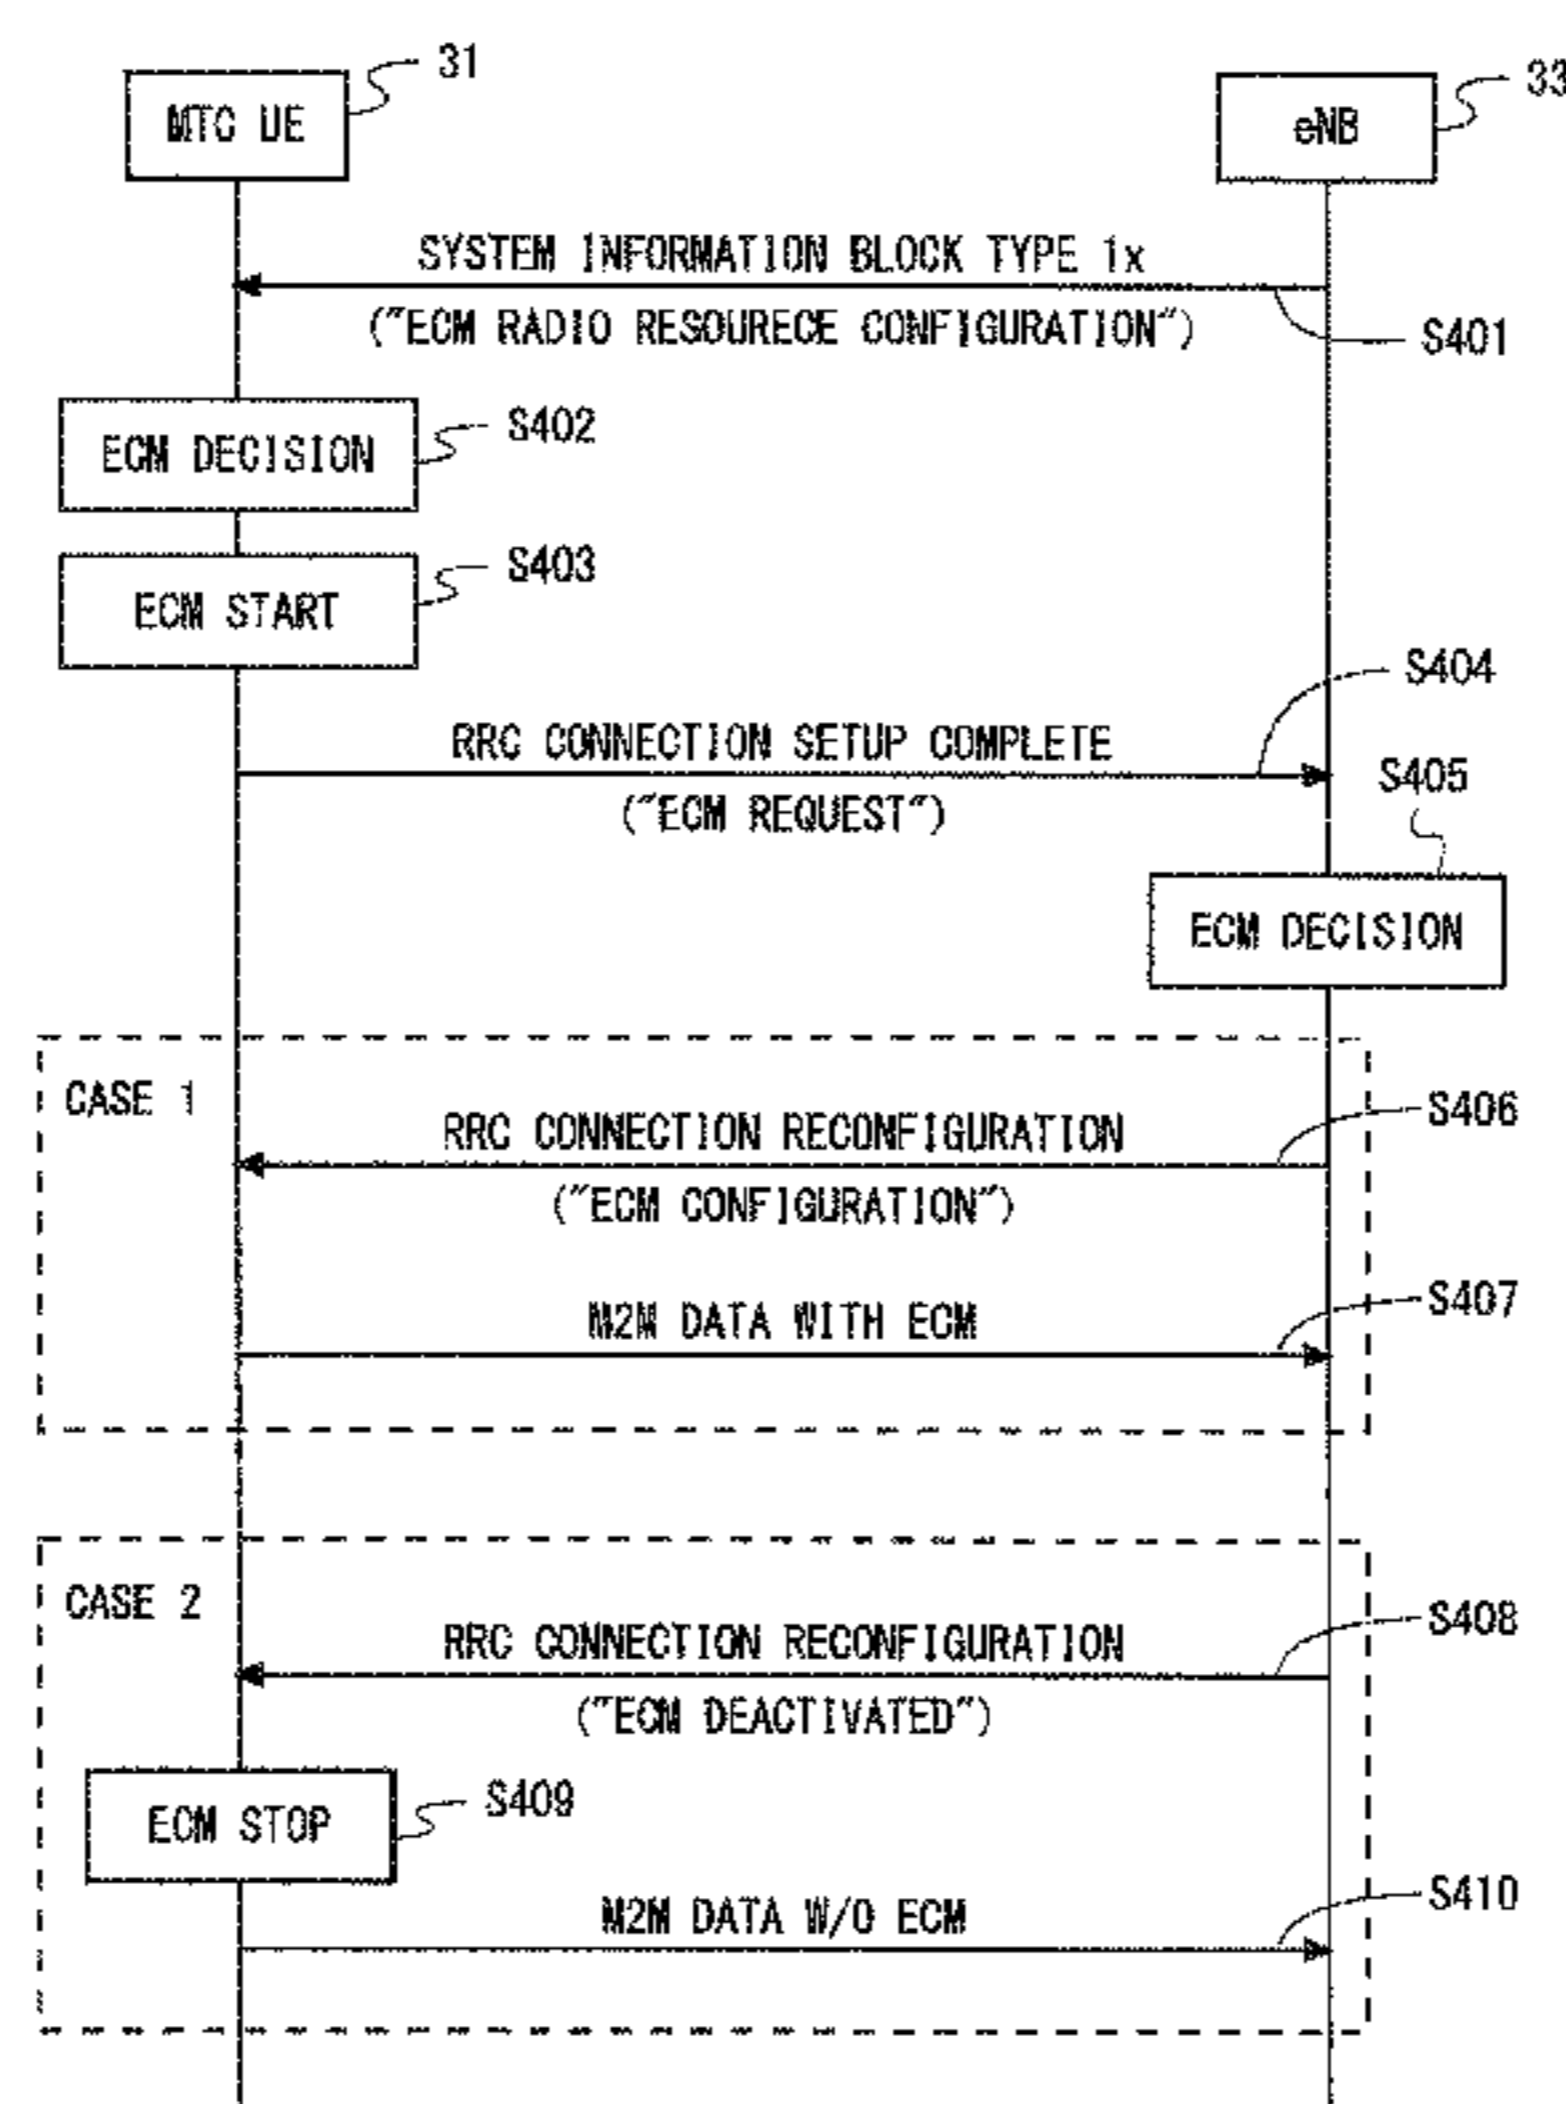 31
33
MTC UE
eNB
SYSTEM INFORMATION BLOCK TYPE 1x
("ECM RADIO RESOURECE CONFIGURATION")
S401
ECM DECISION
S402
ECM START
S403
S404
RRC CONNECTION SETUP COMPLETE
("ECM REQUEST")
S405
ECM DECISION
CASE 1
RRC CONNECTION RECONFIGURATION
S406
("ECM CONFIGURATION")
M2M DATA WITH ECM
S407
CASE 2
RRC CONNECTION RECONFIGURATION
S408
("ECM DEACTIVATED")
ECM STOP
S409
M2M DATA W/O ECM
S410